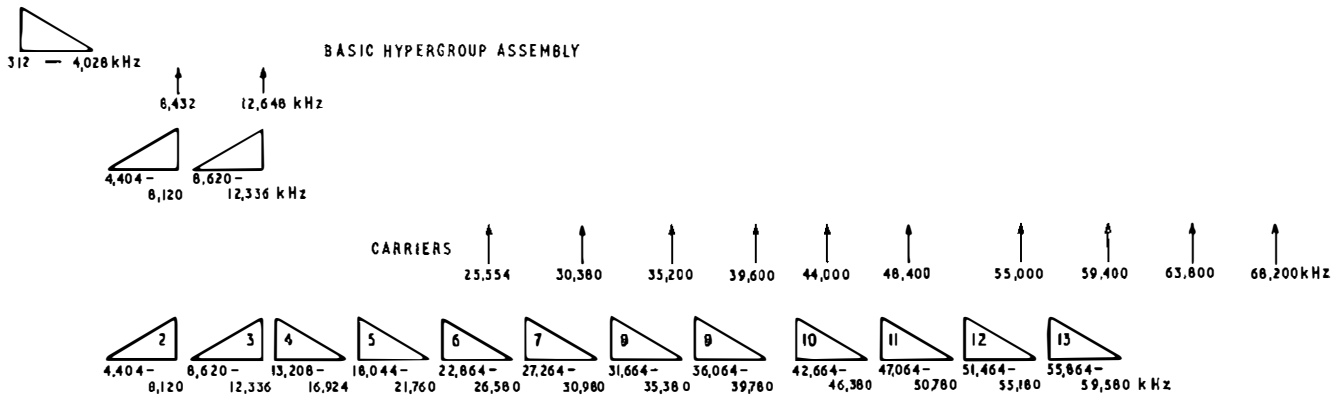 BASIC HYPERGROUP ASSEMBLY
312 — 4,028 kHz
8,432 12,648 kHz
4,404– 8,620–
8,120 12,336 kHz
CARRIERS
25,554 30,380 35,200 39,600 44,000 48,400 55,000 59,400 63,800 68,200 kHz
2 3 4 5 6 7 8 9 10 11 12 13
4,404– 8,620– 13,208– 18,044– 22,864– 27,264– 31,664– 36,064– 42,664– 47,064– 51,464– 55,864–
8,120 12,336 16,924 21,760 26,580 30,980 35,380 39,780 46,380 50,780 55,180 59,580 kHz